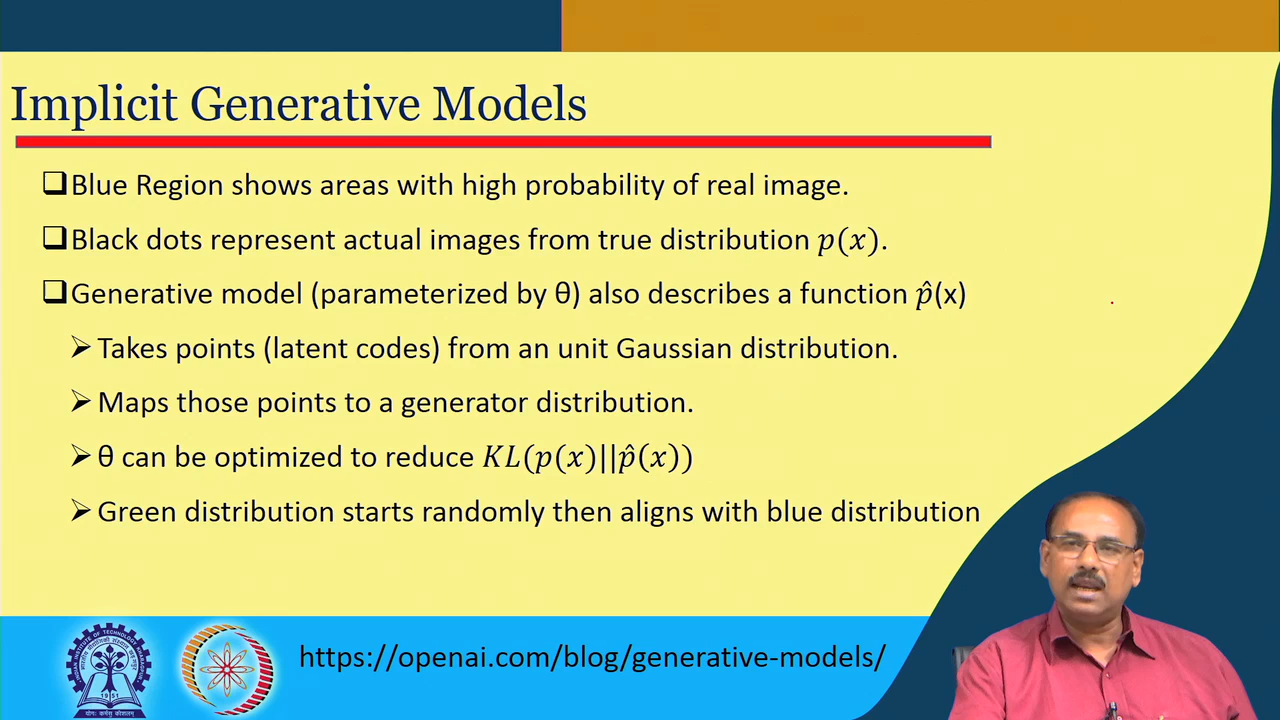 Implicit Generative Models
❑Blue Region shows areas with high probability of real image.
❑Black dots represent actual images from true distribution p(x).
❑Generative model (parameterized by θ) also describes a function p̂(x)
➢Takes points (latent codes) from an unit Gaussian distribution.
➢Maps those points to a generator distribution.
➢θ can be optimized to reduce KL(p(x)||p̂(x))
➢Green distribution starts randomly then aligns with blue distribution
https://openai.com/blog/generative-models/
1951